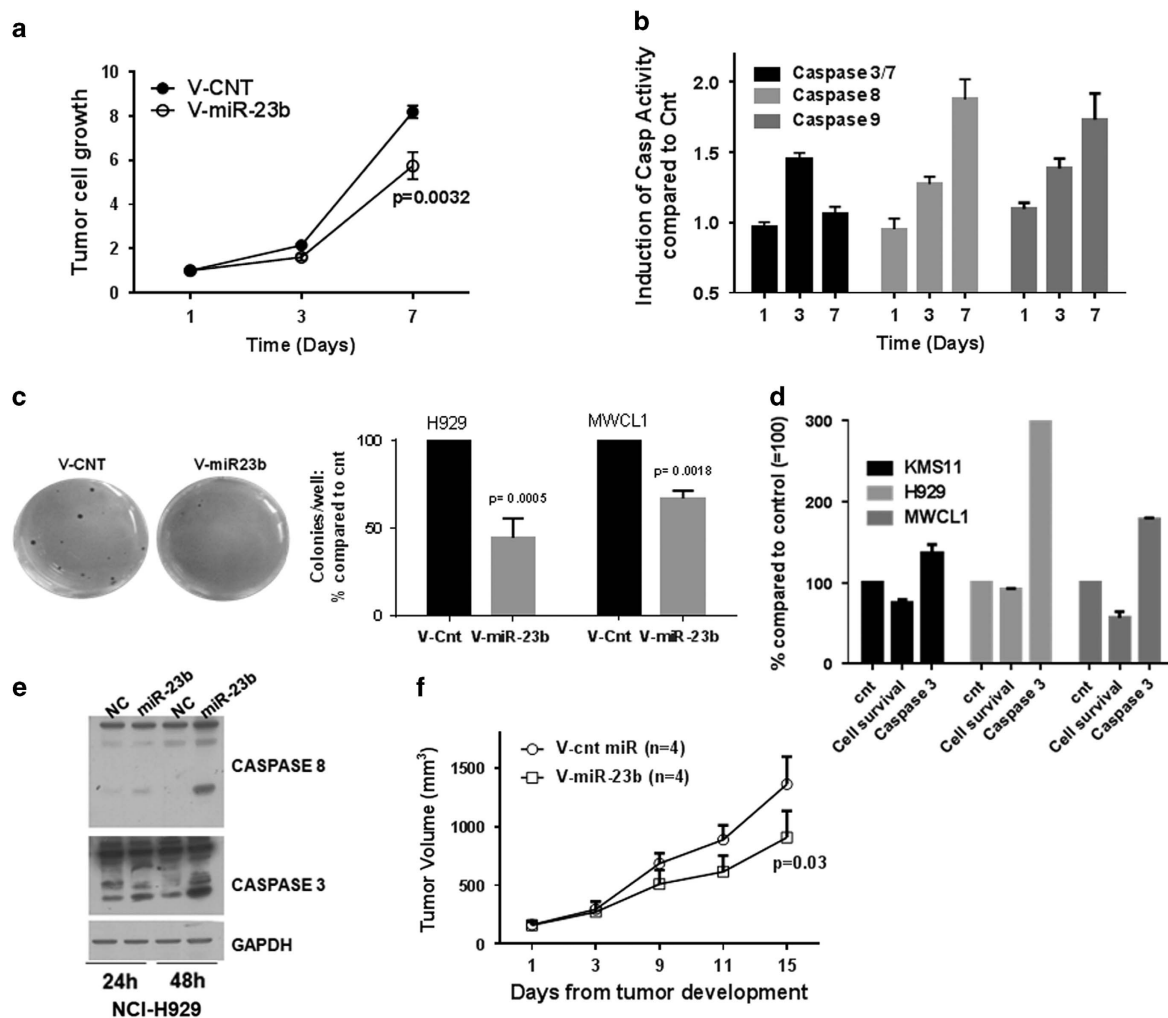 a
V-CNT
V-miR-23b
Tumor cell growth
10
8
6
4
2
0
p=0.0032
1 3 7
Time (Days)
b
Caspase 3/7
Caspase 8
Caspase 9
Induction of Casp Activity
compared to Cnt
2.0
1.5
1.0
0.5
1 3 7 1 3 7 1 3 7
Time (Days)
c
V-CNT
V-miR23b
Colonies/well:
% compared to cnt
100
50
0
H929
MWCL1
p= 0.0005
p= 0.0018
V-Cnt V-miR-23b V-Cnt V-miR-23b
d
% compared to control (=100)
300
200
100
0
KMS11
H929
MWCL1
cnt
Cell survival
Caspase 3
cnt
Cell survival
Caspase 3
cnt
Cell survival
Caspase 3
e
NC miR-23b NC miR-23b
CASPASE 8
CASPASE 3
GAPDH
24h 48h
NCI-H929
f
V-cnt miR (n=4)
V-miR-23b (n=4)
Tumor Volume (mm³)
1500
1000
500
0
p=0.03
1 3 9 11 15
Days from tumor development